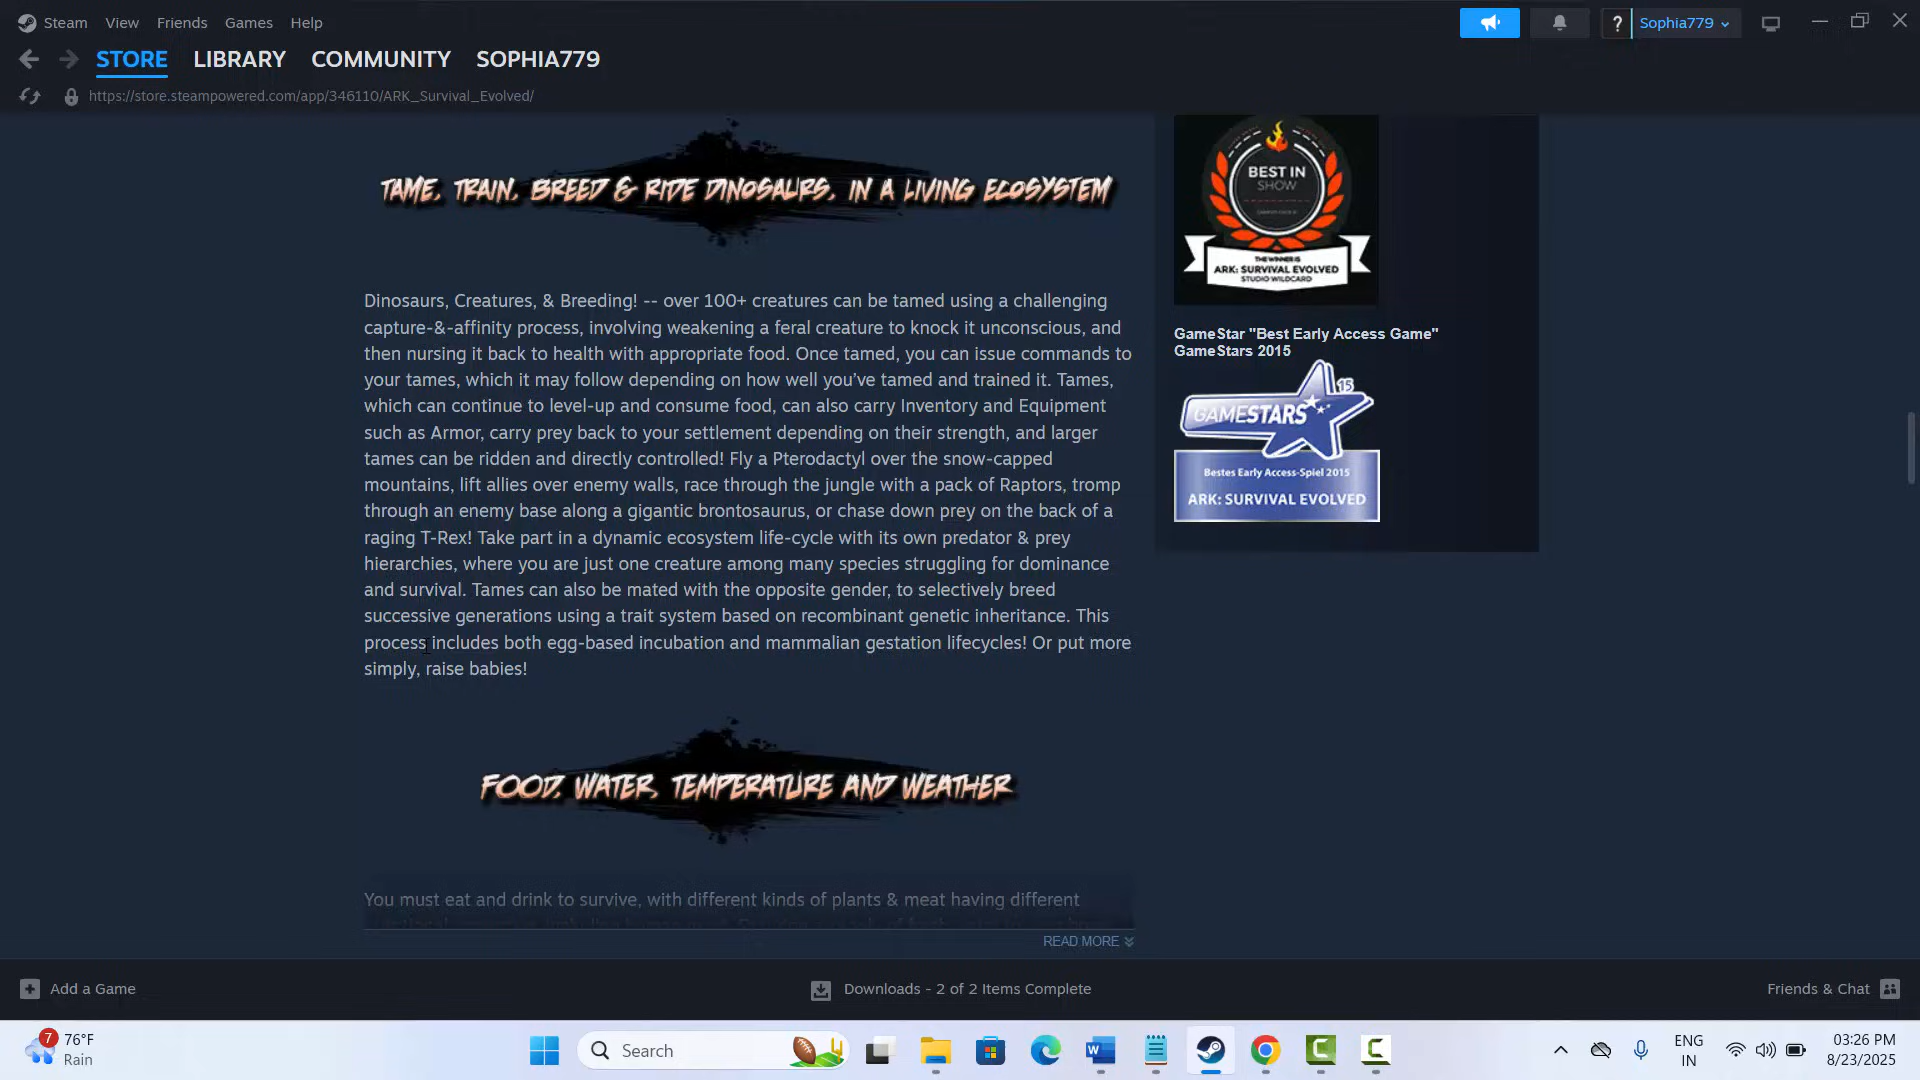 Steam View Friends Games Help
? Sophia779
STORE LIBRARY COMMUNITY SOPHIA779
https://store.steampowered.com/app/346110/ARK_Survival_Evolved/
TAME, TRAIN, BREED & RIDE DINOSAURS, IN A LIVING ECOSYSTEM
Dinosaurs, Creatures, & Breeding! -- over 100+ creatures can be tamed using a challenging
capture-&-affinity process, involving weakening a feral creature to knock it unconscious, and
then nursing it back to health with appropriate food. Once tamed, you can issue commands to
your tames, which it may follow depending on how well you’ve tamed and trained it. Tames,
which can continue to level-up and consume food, can also carry Inventory and Equipment
such as Armor, carry prey back to your settlement depending on their strength, and larger
tames can be ridden and directly controlled! Fly a Pterodactyl over the snow-capped
mountains, lift allies over enemy walls, race through the jungle with a pack of Raptors, tromp
through an enemy base along a gigantic brontosaurus, or chase down prey on the back of a
raging T-Rex! Take part in a dynamic ecosystem life-cycle with its own predator & prey
hierarchies, where you are just one creature among many species struggling for dominance
and survival. Tames can also be mated with the opposite gender, to selectively breed
successive generations using a trait system based on recombinant genetic inheritance. This
process includes both egg-based incubation and mammalian gestation lifecycles! Or put more
simply, raise babies!
FOOD, WATER, TEMPERATURE AND WEATHER
You must eat and drink to survive, with different kinds of plants & meat having different
READ MORE
BEST IN
SHOW
THE WINNER IS
ARK: SURVIVAL EVOLVED
STUDIO WILDCARD
GameStar "Best Early Access Game"
GameStars 2015
15
GAMESTARS
Bestes Early Access-Spiel 2015
ARK: SURVIVAL EVOLVED
Add a Game
Downloads - 2 of 2 Items Complete
Friends & Chat
7
76°F
Rain
Search
ENG
IN
03:26 PM
8/23/2025